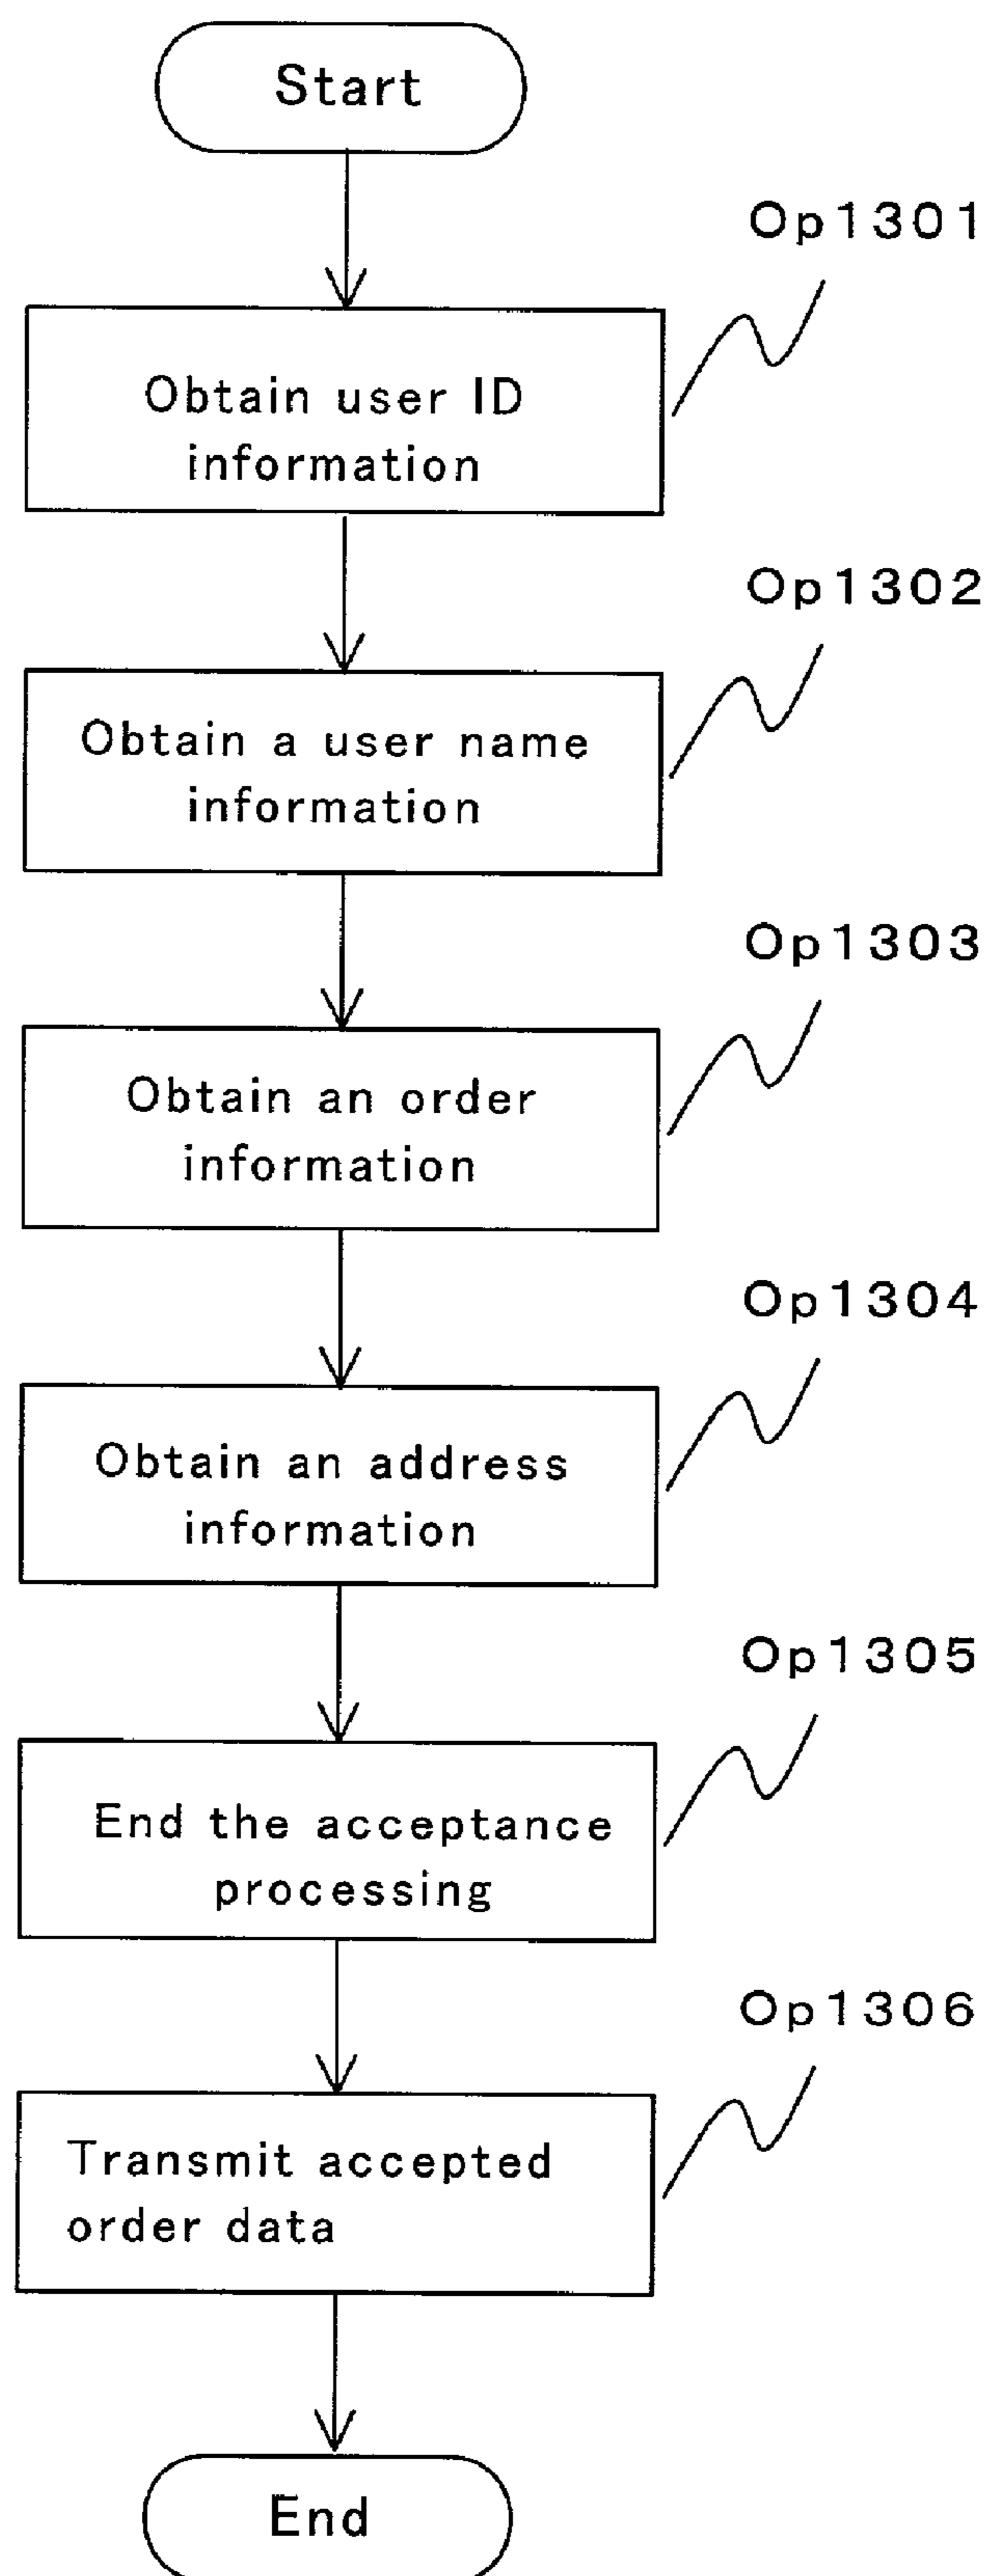 Start
Op1301
Obtain user ID
information
Op1302
Obtain a user name
information
Op1303
Obtain an order
information
Op1304
Obtain an address
information
Op1305
End the acceptance
processing
Op1306
Transmit accepted
order data
End